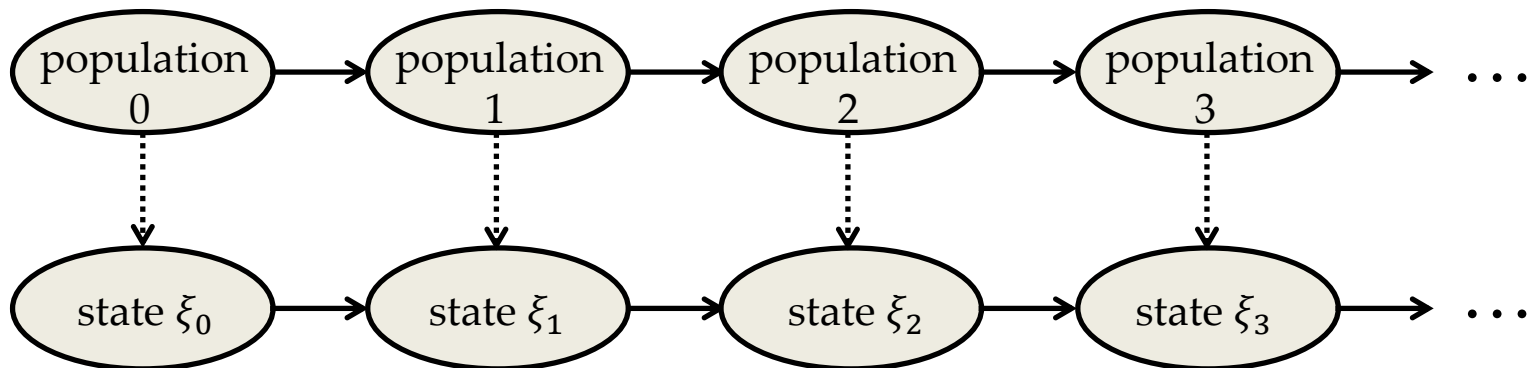 population
0
population
1
population
2
population
3
...
state ξ₀
state ξ₁
state ξ₂
state ξ₃
...